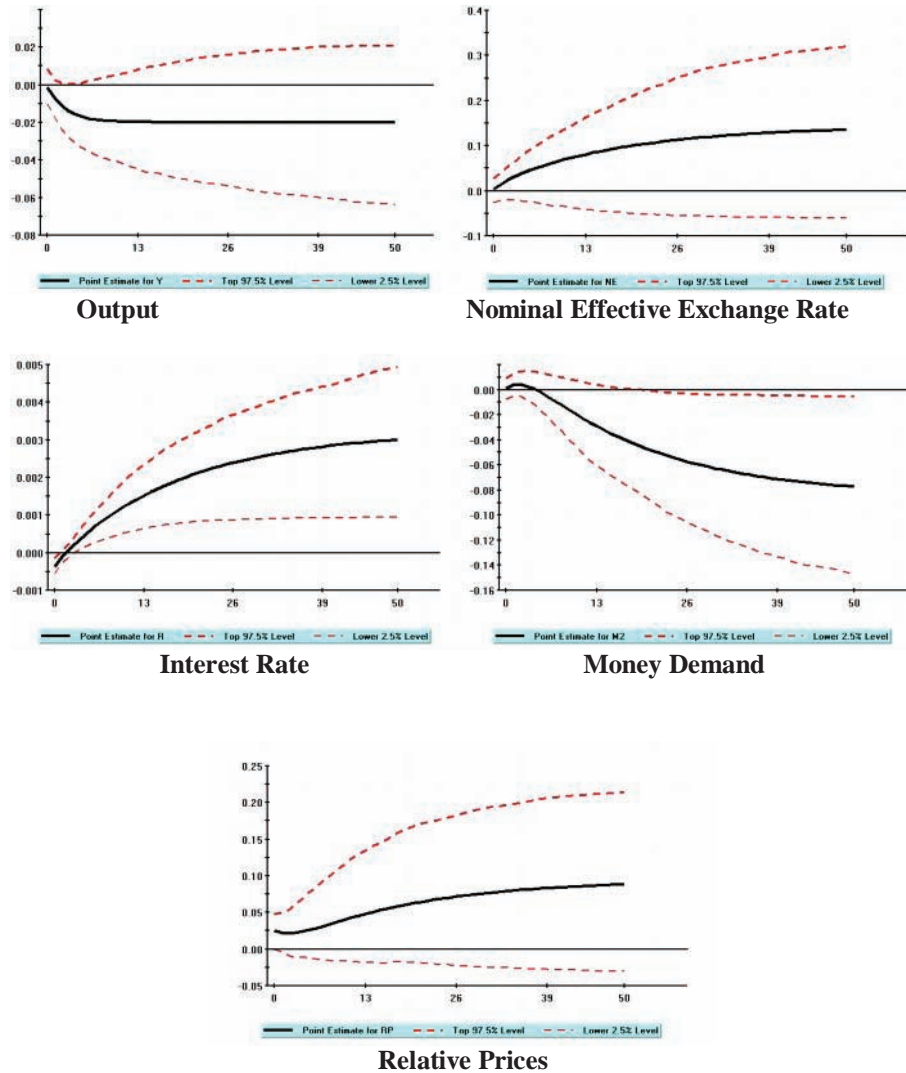 0.02
0.00
-0.02
-0.04
-0.06
-0.08
0 13 26 39 50
Point Estimate for Y Top 97.5% Level Lower 2.5% Level
Output
0.4
0.3
0.2
0.1
0.0
-0.1
0 13 26 39 50
Point Estimate for NE Top 97.5% Level Lower 2.5% Level
Nominal Effective Exchange Rate
0.005
0.004
0.003
0.002
0.001
0.000
-0.001
0 13 26 39 50
Point Estimate for R Top 97.5% Level Lower 2.5% Level
Interest Rate
0.00
-0.02
-0.04
-0.06
-0.08
-0.10
-0.12
-0.14
-0.16
0 13 26 39 50
Point Estimate for M2 Top 97.5% Level Lower 2.5% Level
Money Demand
0.25
0.20
0.15
0.10
0.05
0.00
-0.05
0 13 26 39 50
Point Estimate for RP Top 97.5% Level Lower 2.5% Level
Relative Prices